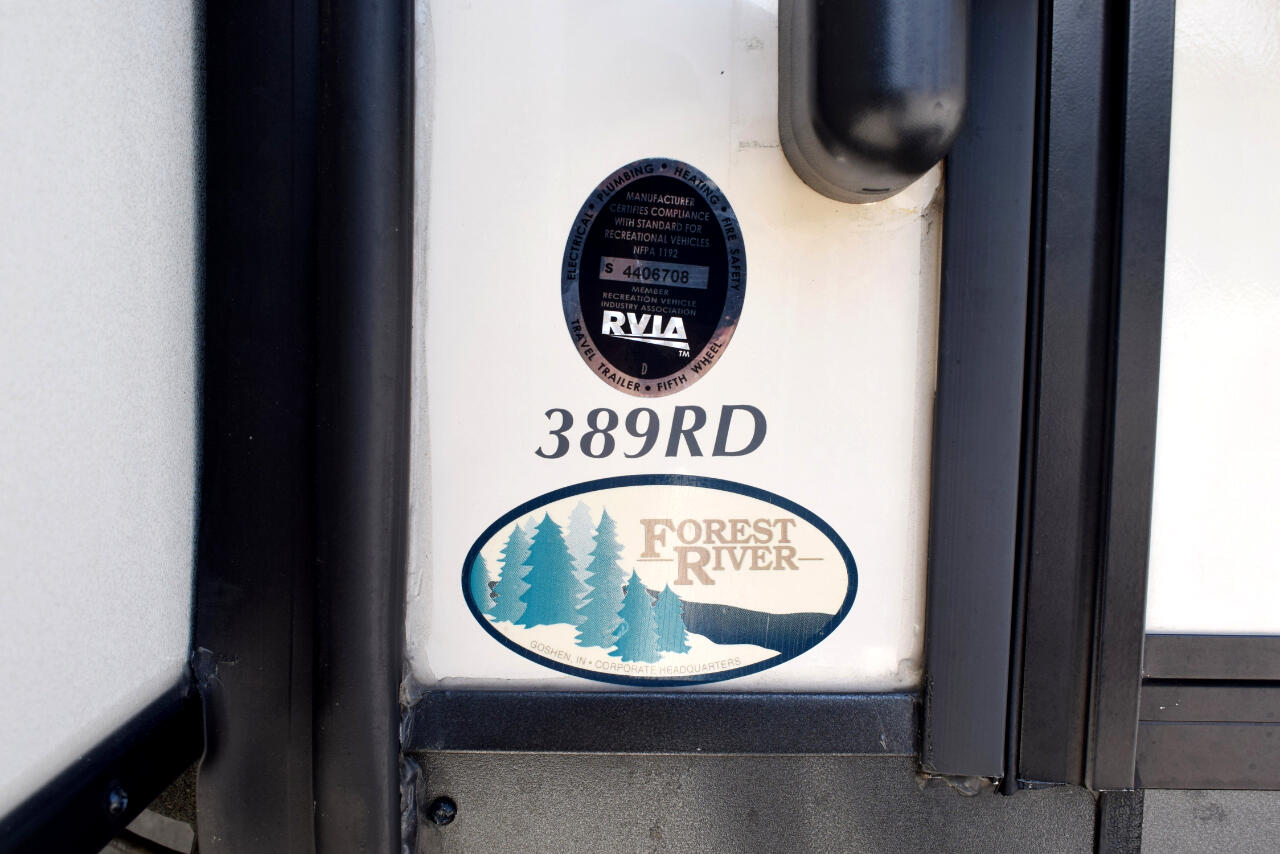 ELECTRICAL • PLUMBING • HEATING • FIRE SAFETY
MANUFACTURER
CERTIFIES COMPLIANCE
WITH STANDARD FOR
RECREATIONAL VEHICLES
NFPA 1192
S 4406708
MEMBER
RECREATION VEHICLE
INDUSTRY ASSOCIATION
RVIA
TM
D
TRAVEL TRAILER • FIFTH WHEEL
389RD
FOREST
RIVER
GOSHEN, IN • CORPORATE HEADQUARTERS